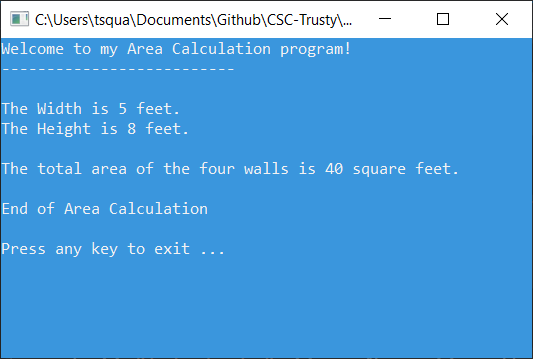 C:\Users\tsqua\Documents\Github\CSC-Trusty\...
Welcome to my Area Calculation program!
--------------------------
The Width is 5 feet.
The Height is 8 feet.
The total area of the four walls is 40 square feet.
End of Area Calculation
Press any key to exit ...